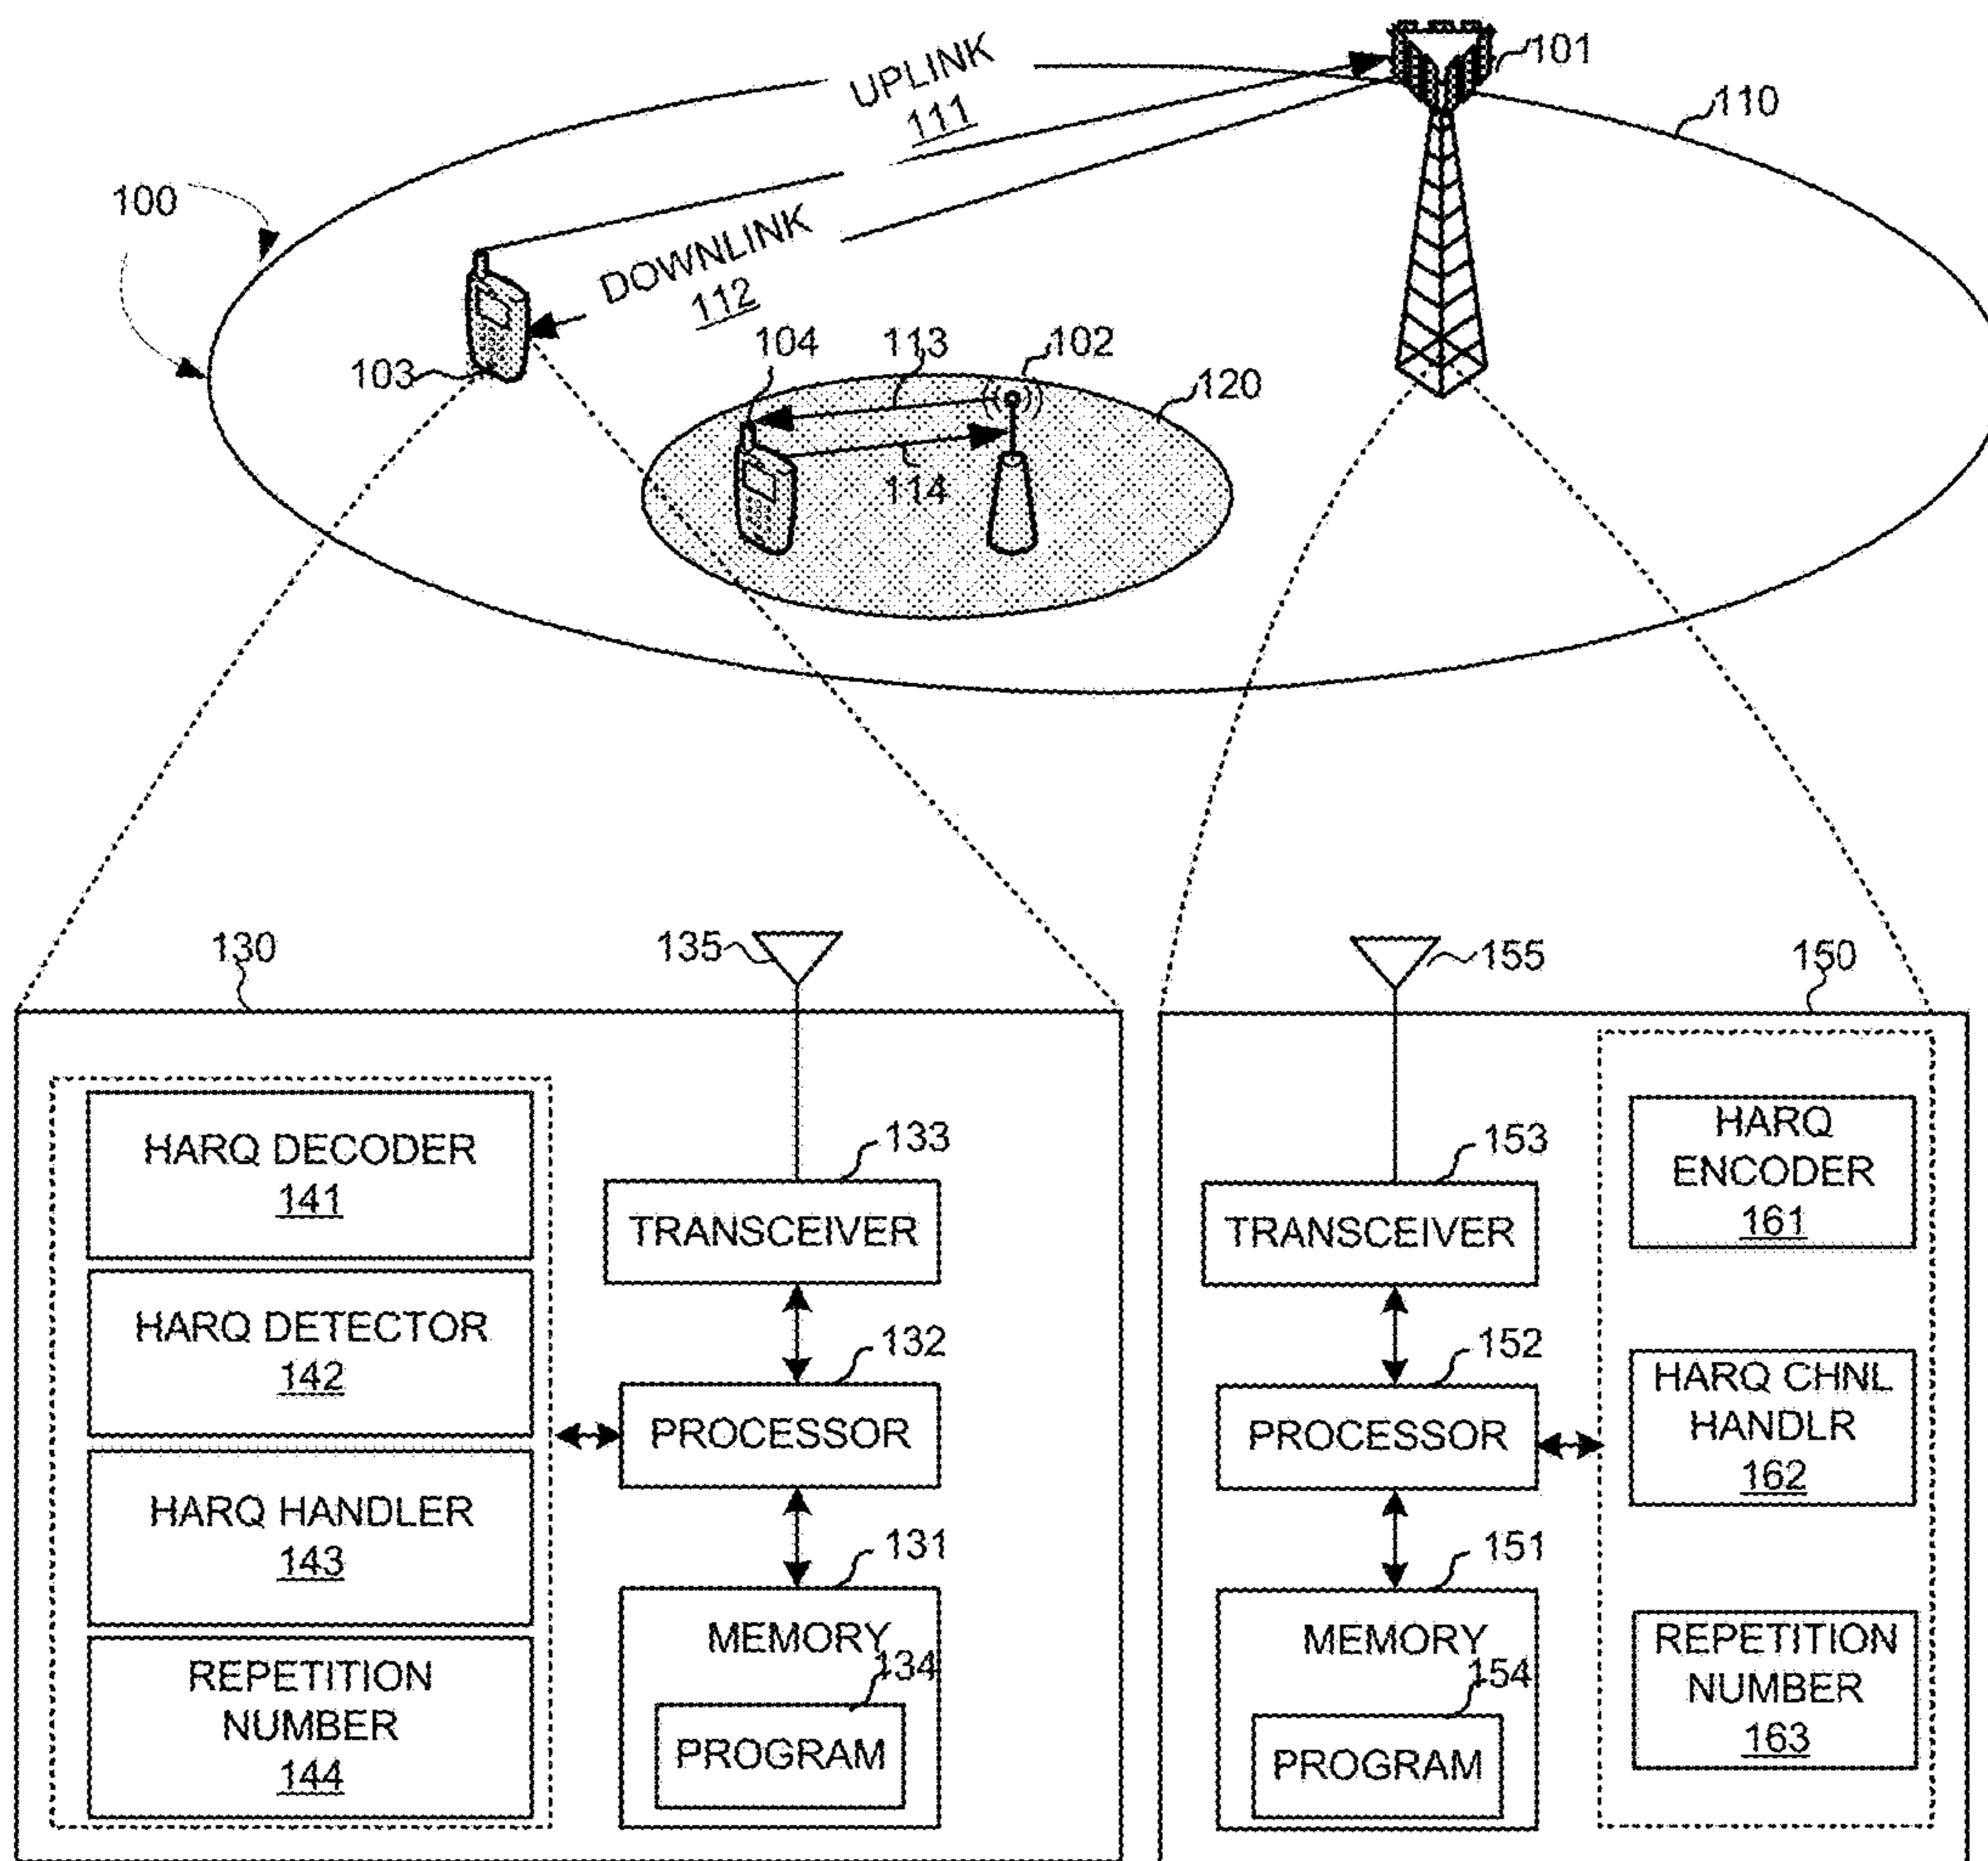 UPLINK
111
101
110
100
DOWNLINK
112
103
104
113
102
120
114
130
135
155
150
HARQ DECODER
141
HARQ DETECTOR
142
HARQ HANDLER
143
REPETITION
NUMBER
144
133
TRANSCEIVER
132
PROCESSOR
131
MEMORY
134
PROGRAM
153
TRANSCEIVER
152
PROCESSOR
151
MEMORY
154
PROGRAM
HARQ
ENCODER
161
HARQ CHNL
HANDLR
162
REPETITION
NUMBER
163